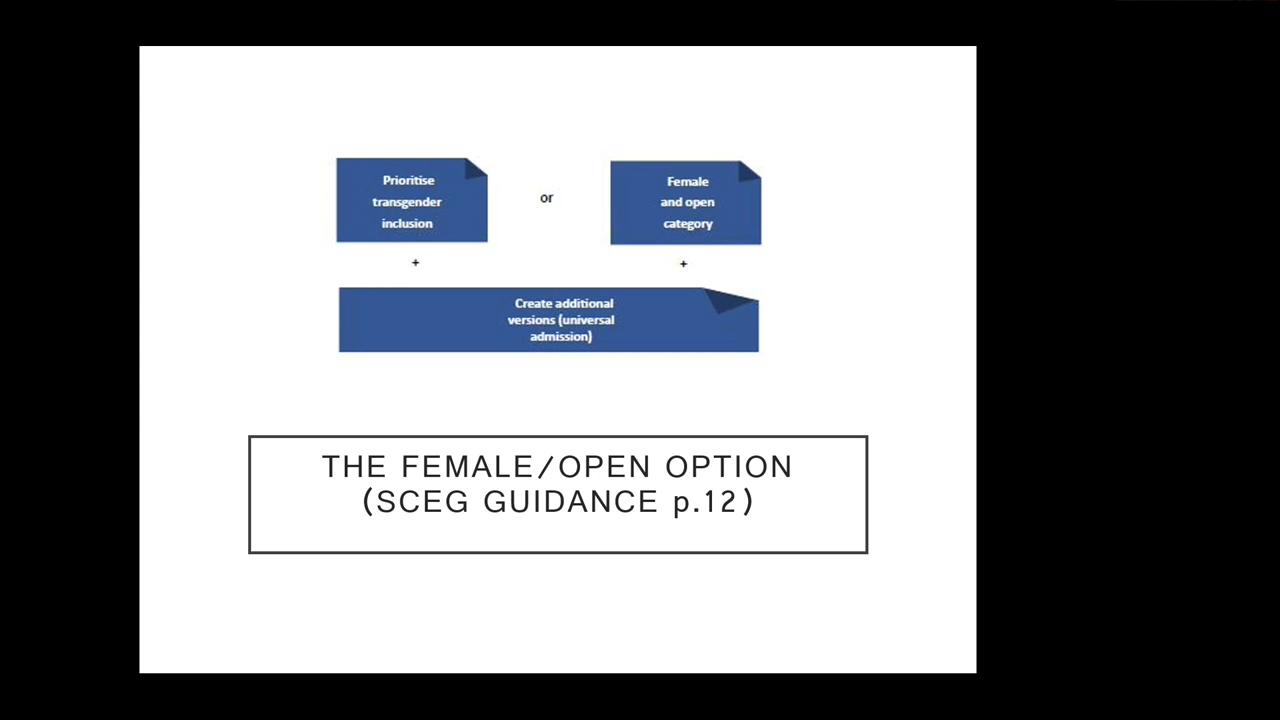 Prioritise
transgender
inclusion
or
Female
and open
category
+
+
Create additional
versions (universal
admission)
THE FEMALE/OPEN OPTION
(SCEG GUIDANCE p.12)